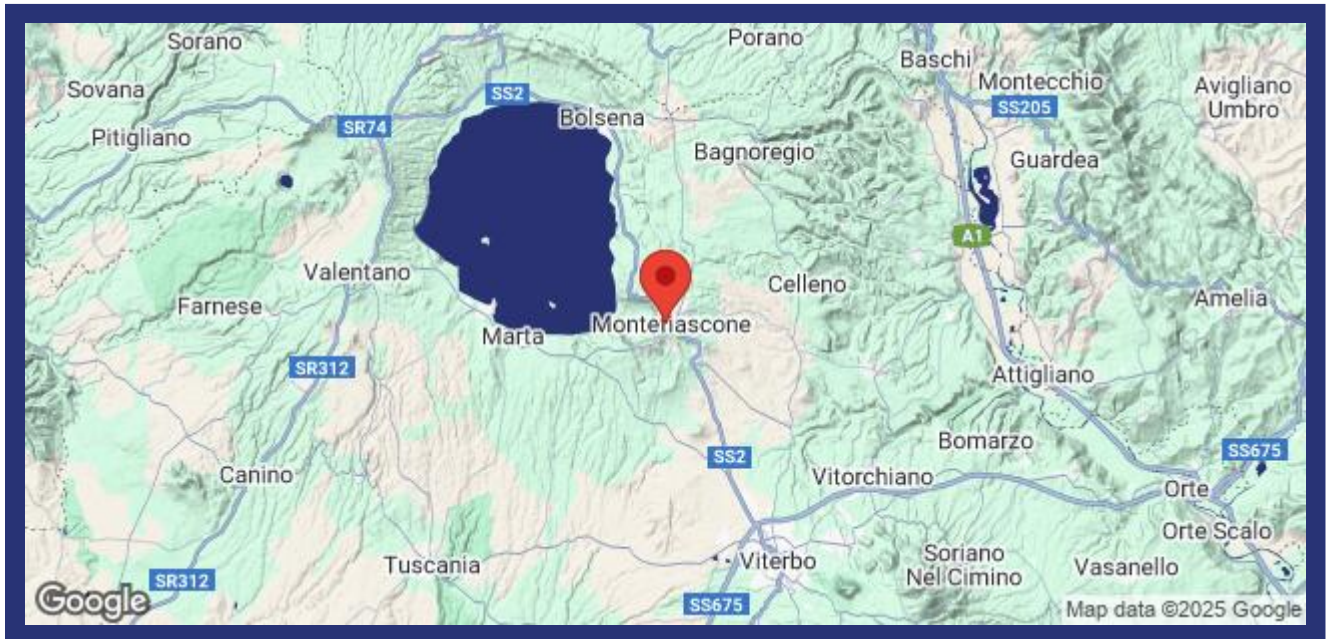 Sorano
Porano
Baschi
Montecchio
Avigliano
Umbro
Sovana
SS2
SS205
Bolsena
SR74
Pitigliano
Bagnoregio
Guardea
A1
Valentano
Celleno
Farnese
Amelia
Montefiascone
Marta
SR312
Attigliano
Bomarzo
SS2
SS675
Canino
Vitorchiano
Orte
Orte Scalo
Tuscania
Viterbo
Soriano
Nel Cimino
Vasanello
SR312
SS675
Google
Map data ©2025 Google